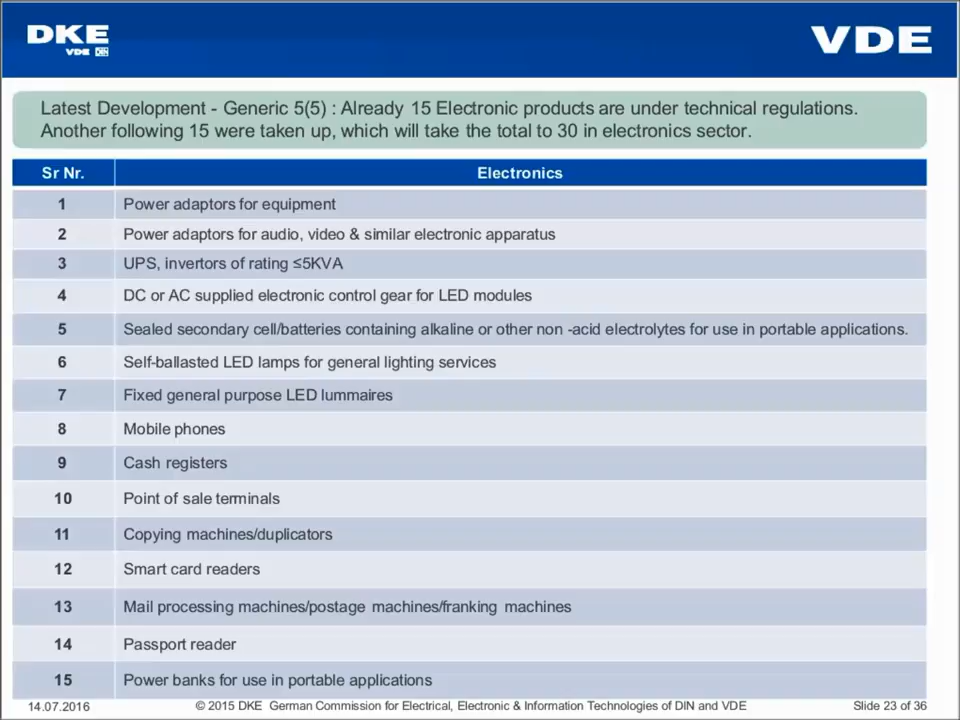 DKE
VDE DIN
VDE
Latest Development - Generic 5(5) : Already 15 Electronic products are under technical regulations.
Another following 15 were taken up, which will take the total to 30 in electronics sector.
Sr Nr. Electronics
1 Power adaptors for equipment
2 Power adaptors for audio, video & similar electronic apparatus
3 UPS, invertors of rating ≤5KVA
4 DC or AC supplied electronic control gear for LED modules
5 Sealed secondary cell/batteries containing alkaline or other non -acid electrolytes for use in portable applications.
6 Self-ballasted LED lamps for general lighting services
7 Fixed general purpose LED lummaires
8 Mobile phones
9 Cash registers
10 Point of sale terminals
11 Copying machines/duplicators
12 Smart card readers
13 Mail processing machines/postage machines/franking machines
14 Passport reader
15 Power banks for use in portable applications
14.07.2016 © 2015 DKE German Commission for Electrical, Electronic & Information Technologies of DIN and VDE Slide 23 of 36